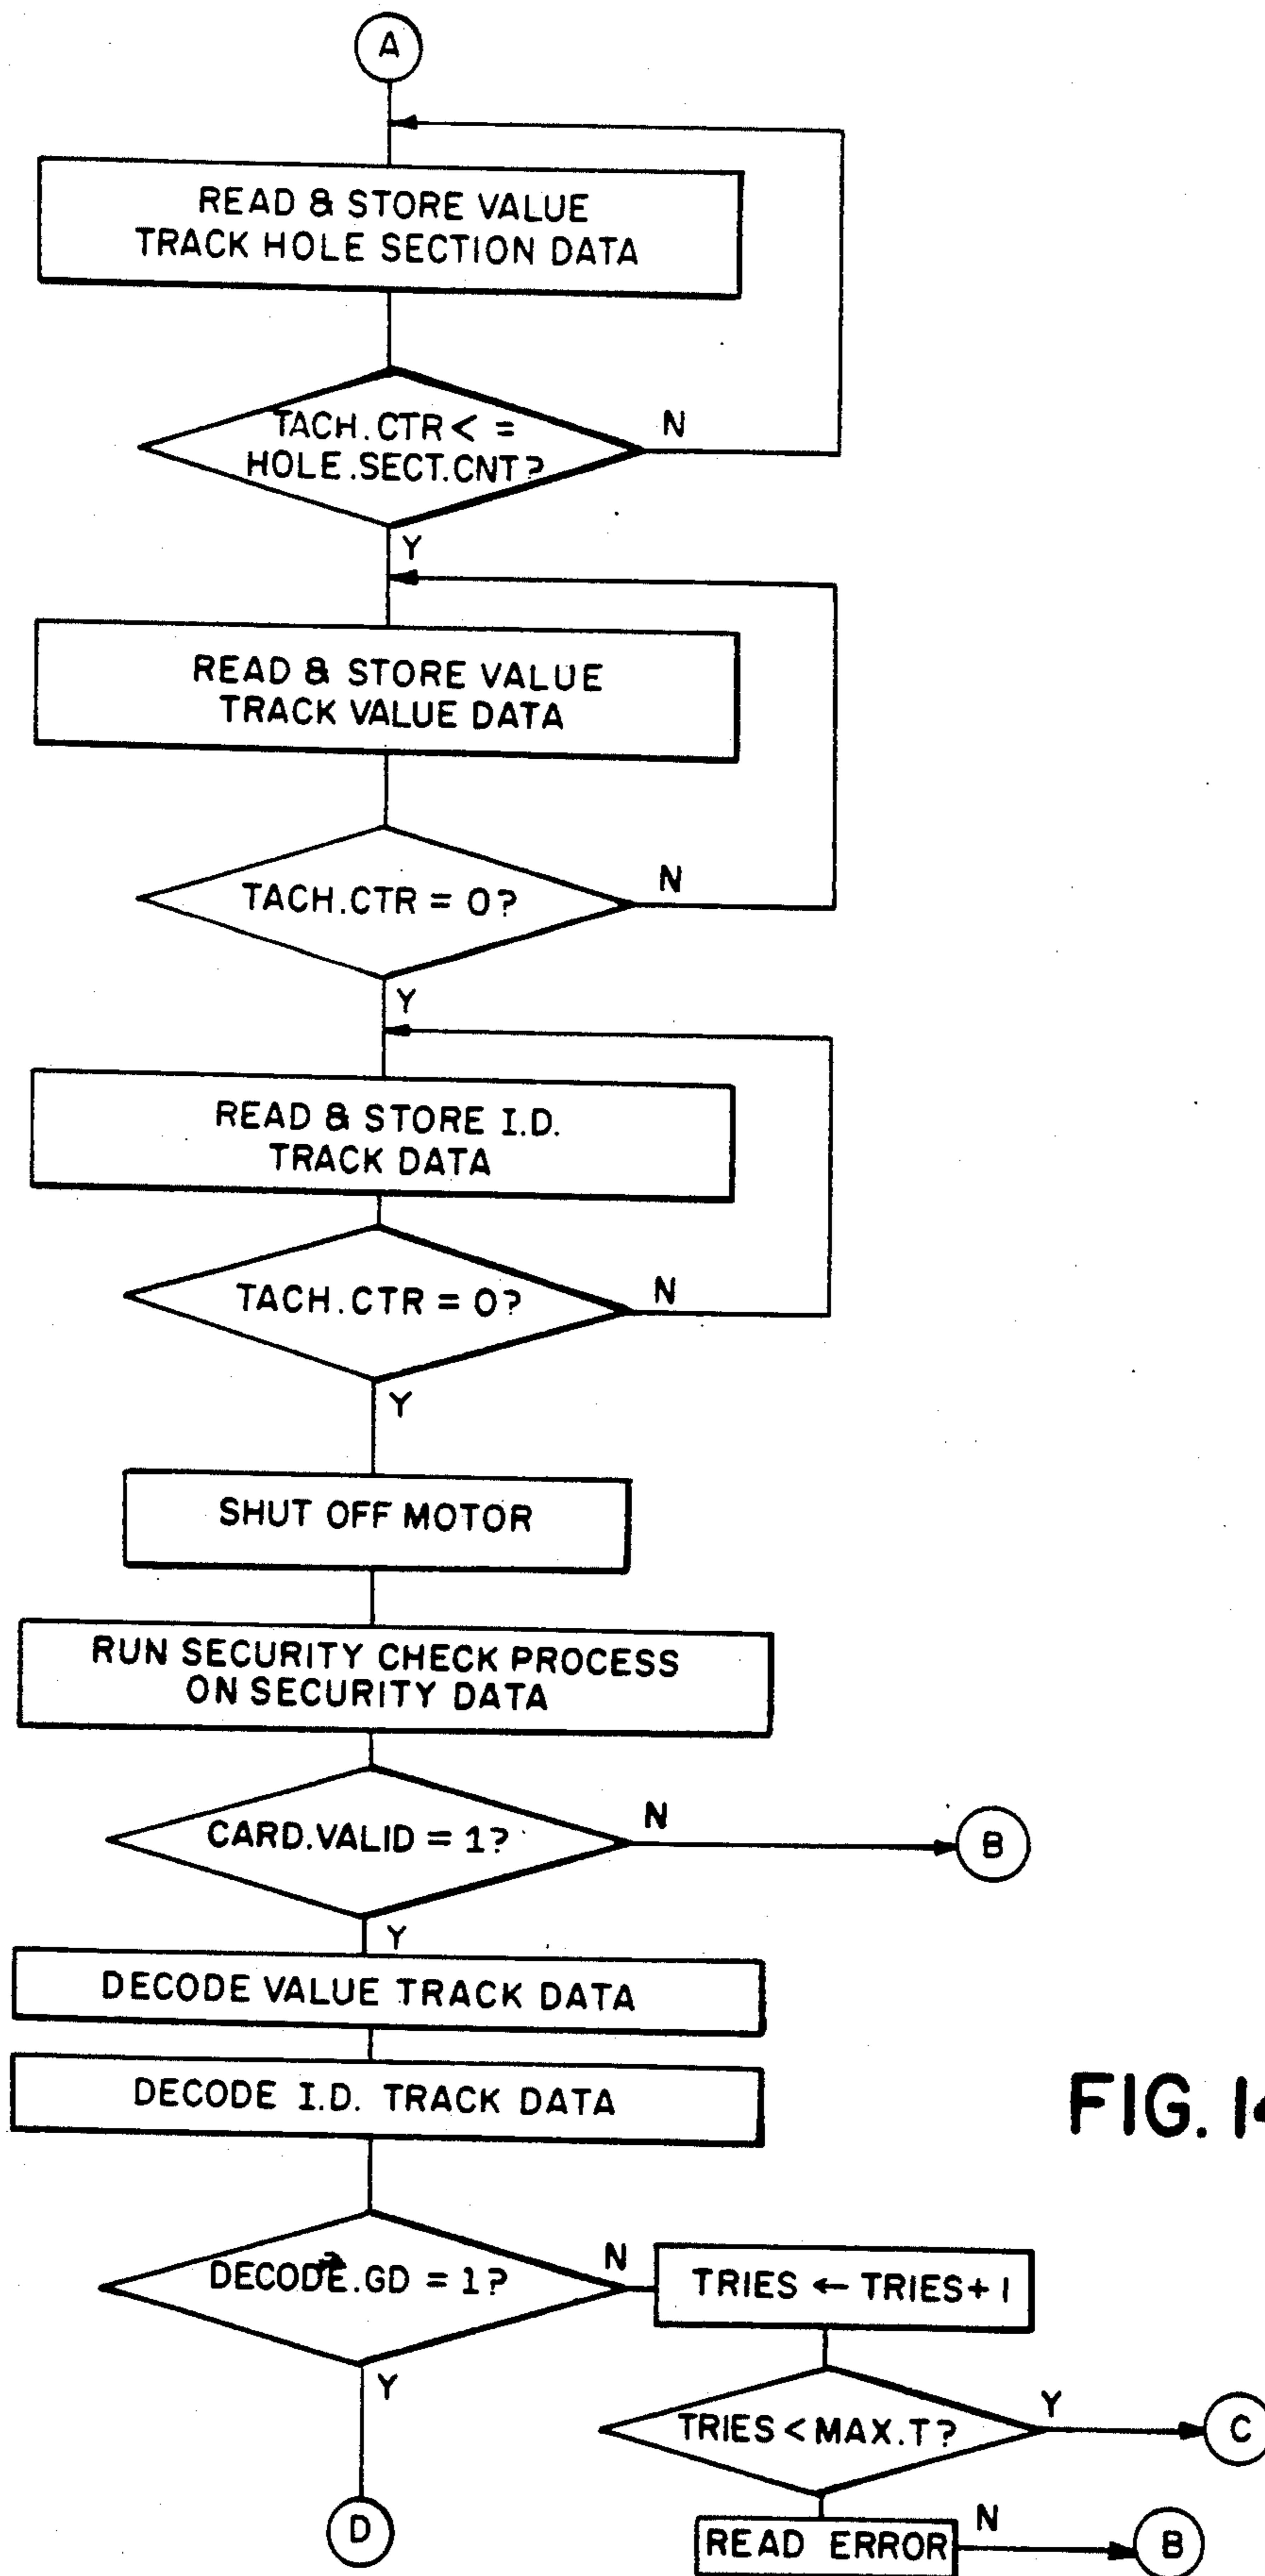 A
READ & STORE VALUE
TRACK HOLE SECTION DATA
TACH.CTR < =
HOLE.SECT.CNT?
N
Y
READ & STORE VALUE
TRACK VALUE DATA
TACH.CTR = 0?
N
Y
READ & STORE I.D.
TRACK DATA
TACH.CTR = 0?
N
Y
SHUT OFF MOTOR
RUN SECURITY CHECK PROCESS
ON SECURITY DATA
CARD.VALID = 1?
N
B
Y
DECODE VALUE TRACK DATA
DECODE I.D. TRACK DATA
FIG. 14
DECODE.GD = 1?
N
TRIES ← TRIES+1
Y
TRIES < MAX.T?
Y
C
D
READ ERROR
N
B